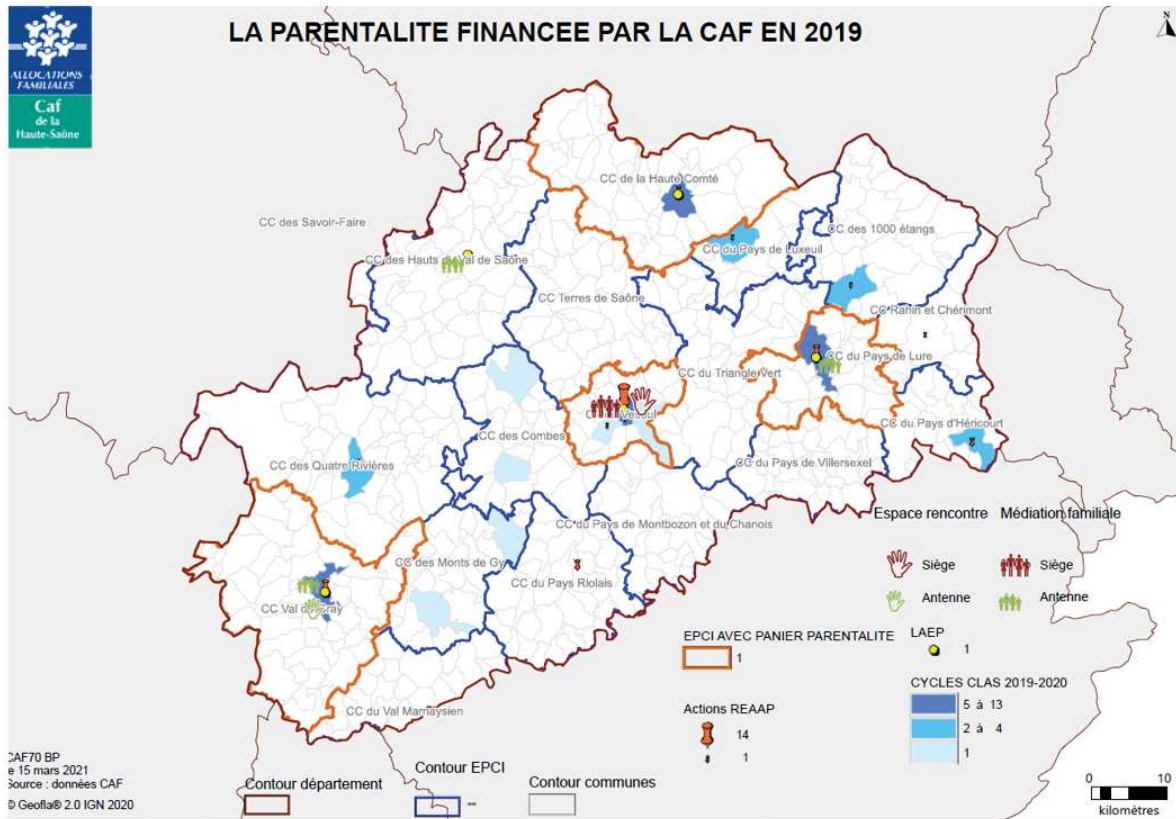 LA PARENTALITE FINANCEE PAR LA CAF EN 2019
N
ALLOCATIONS
FAMILIALES
Caf
de la
Haute-Saône
CC de la Haute Comté
CC des Savoir-Faire
CC des 1000 étangs
CC du Pays de Luxeuil
CC des Hauts du Val de Saône
CC Terres de Saône
CC Rahin et Chérimont
CC du Pays de Lure
CC du Triangle Vert
Vesoul
CC du Pays d'Héricourt
CC des Combes
CC des Quatre Rivières
CC du Pays de Villersexel
CC du Pays de Montbozon et du Chanois
CC des Monts de Gy
CC du Pays Riolais
CC Val de Gray
CC du Val Marnaysien
Espace rencontre
Médiation familiale
Siège
Siège
Antenne
Antenne
EPCI AVEC PANIER PARENTALITE
1
LAEP
1
Actions REAAP
14
1
CYCLES CLAS 2019-2020
5 à 13
2 à 4
1
CAF70 BP
e 15 mars 2021
Source : données CAF
© Geofla® 2.0 IGN 2020
Contour département
Contour EPCI
Contour communes
0 10
kilomètres